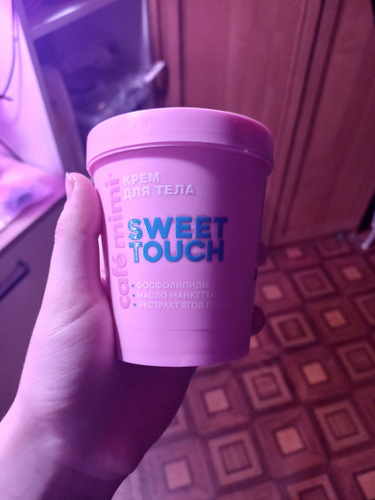 café mimi
КРЕМ
ДЛЯ ТЕЛА
SWEET
TOUCH
•ФОСФОЛИПИДЫ
•МАСЛО МАНКЕТТИ
•ЭКСТРАКТ ЯГОД